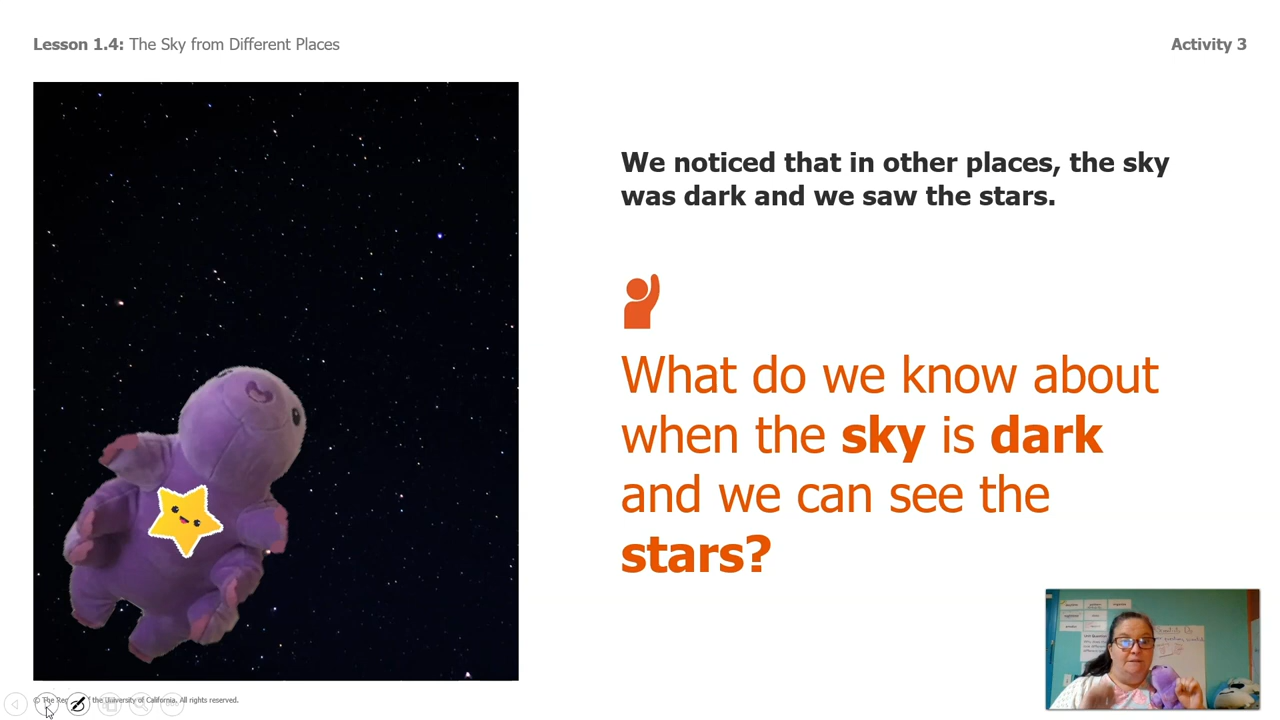 Lesson 1.4: The Sky from Different Places
Activity 3
We noticed that in other places, the sky
was dark and we saw the stars.
What do we know about
when the sky is dark
and we can see the
stars?
© The of the University of California. All rights reserved.